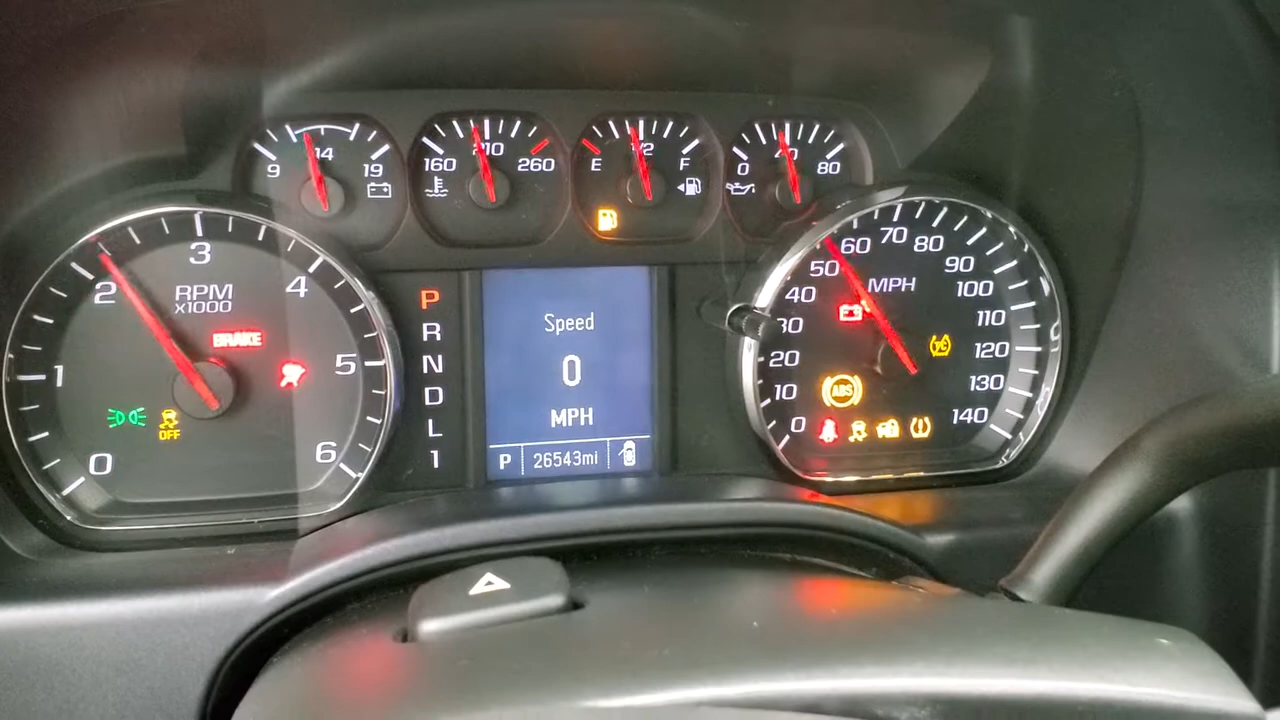 9 14 19
160 210 260
E 1/2 F
0 40 80
0 1 2 3 4 5 6
RPM
x1000
BRAKE
OFF
P
R
N
D
L
1
Speed
0
MPH
P 26543mi
0 10 20 30 40 50 60 70 80 90 100 110 120 130 140
MPH
ABS